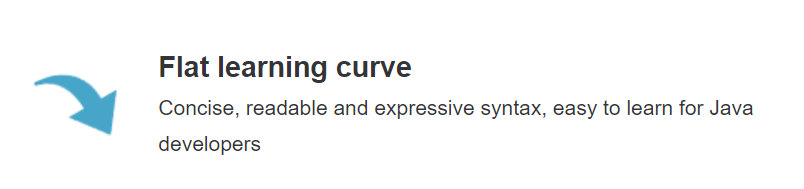 Flat learning curve
Concise, readable and expressive syntax, easy to learn for Java
developers